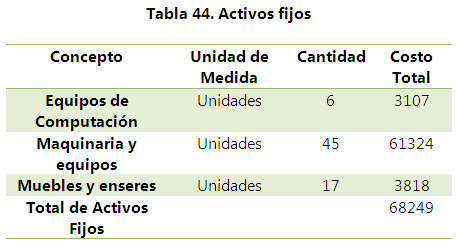 Tabla 44. Activos fijos
Concepto Unidad de Medida Cantidad Costo Total
Equipos de Computación Unidades 6 3107
Maquinaria y equipos Unidades 45 61324
Muebles y enseres Unidades 17 3818
Total de Activos Fijos 68249